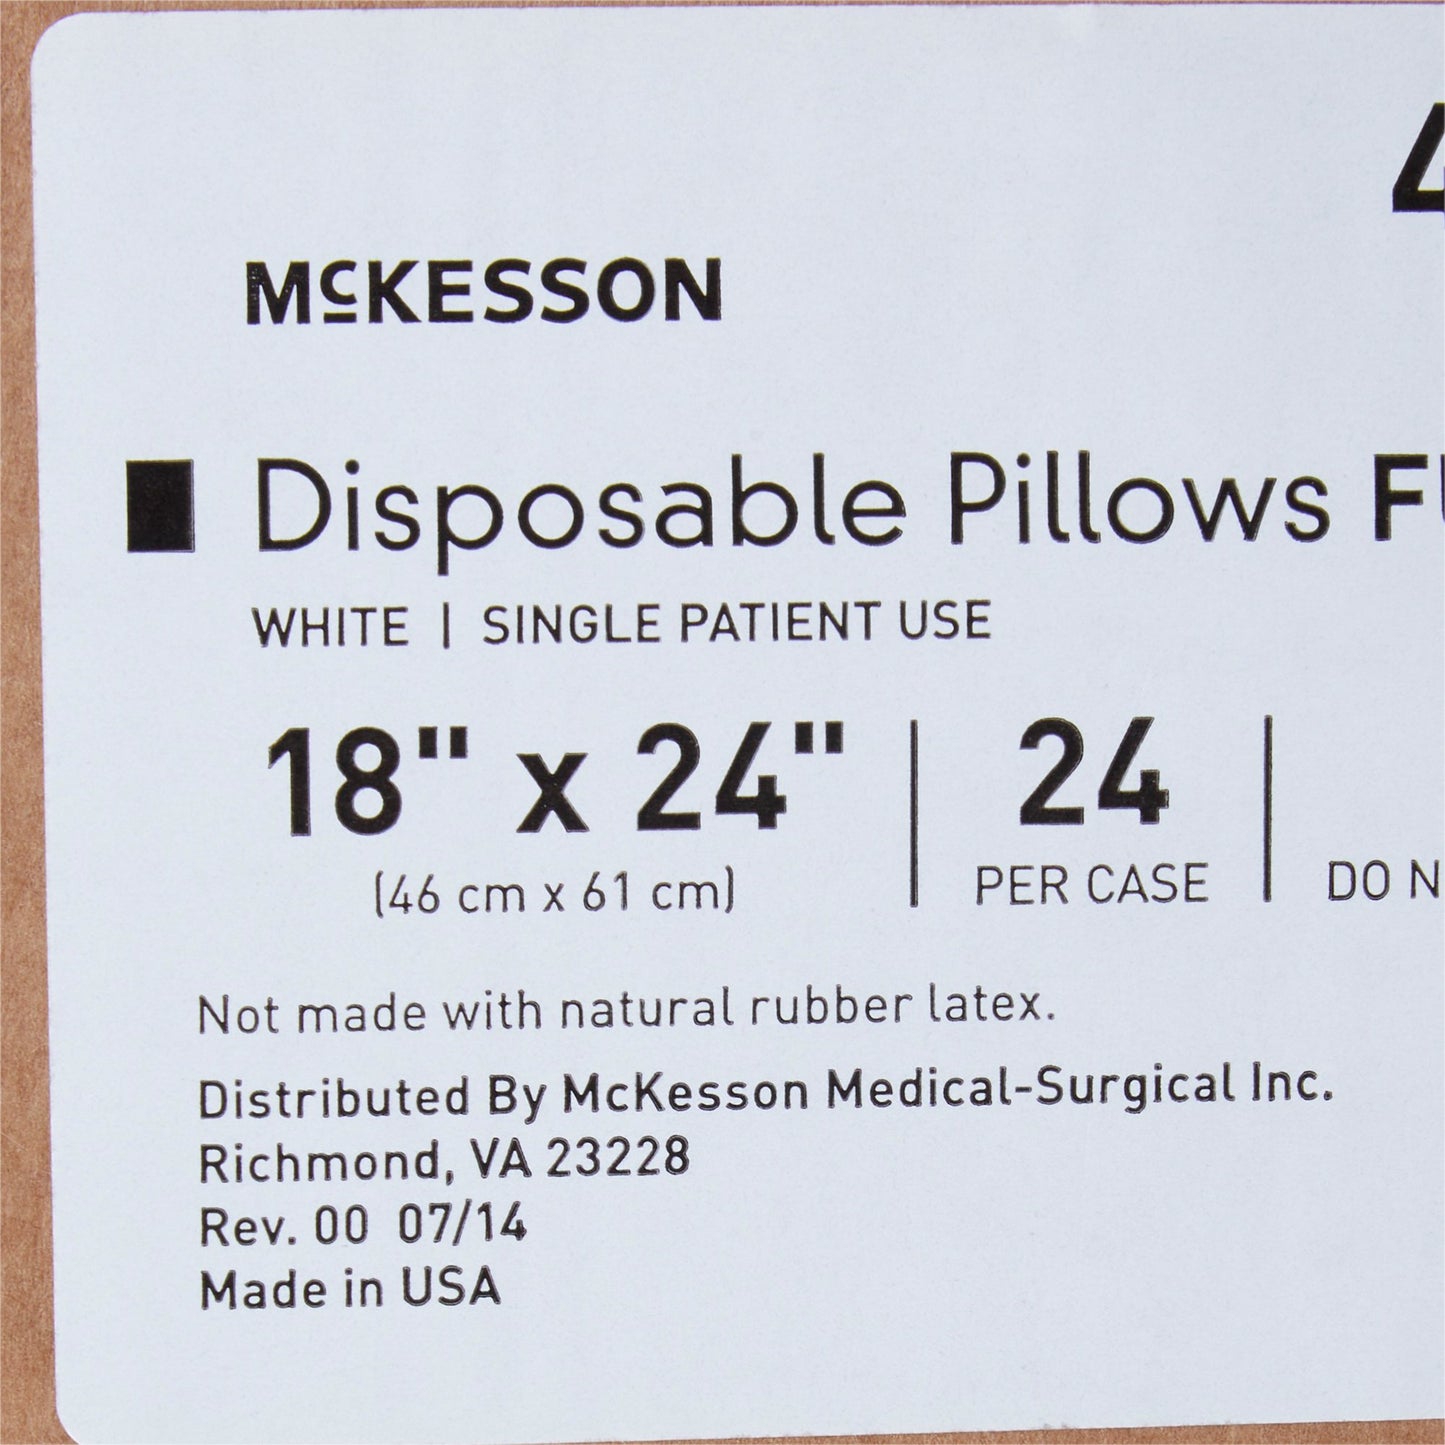 4
McKESSON
Disposable Pillows
WHITE | SINGLE PATIENT USE
18" x 24" | 24 |
(46 cm x 61 cm) PER CASE DO
Not made with natural rubber latex.
Distributed By McKesson Medical-Surgical Inc.
Richmond, VA 23228
Rev. 00 07/14
Made in USA